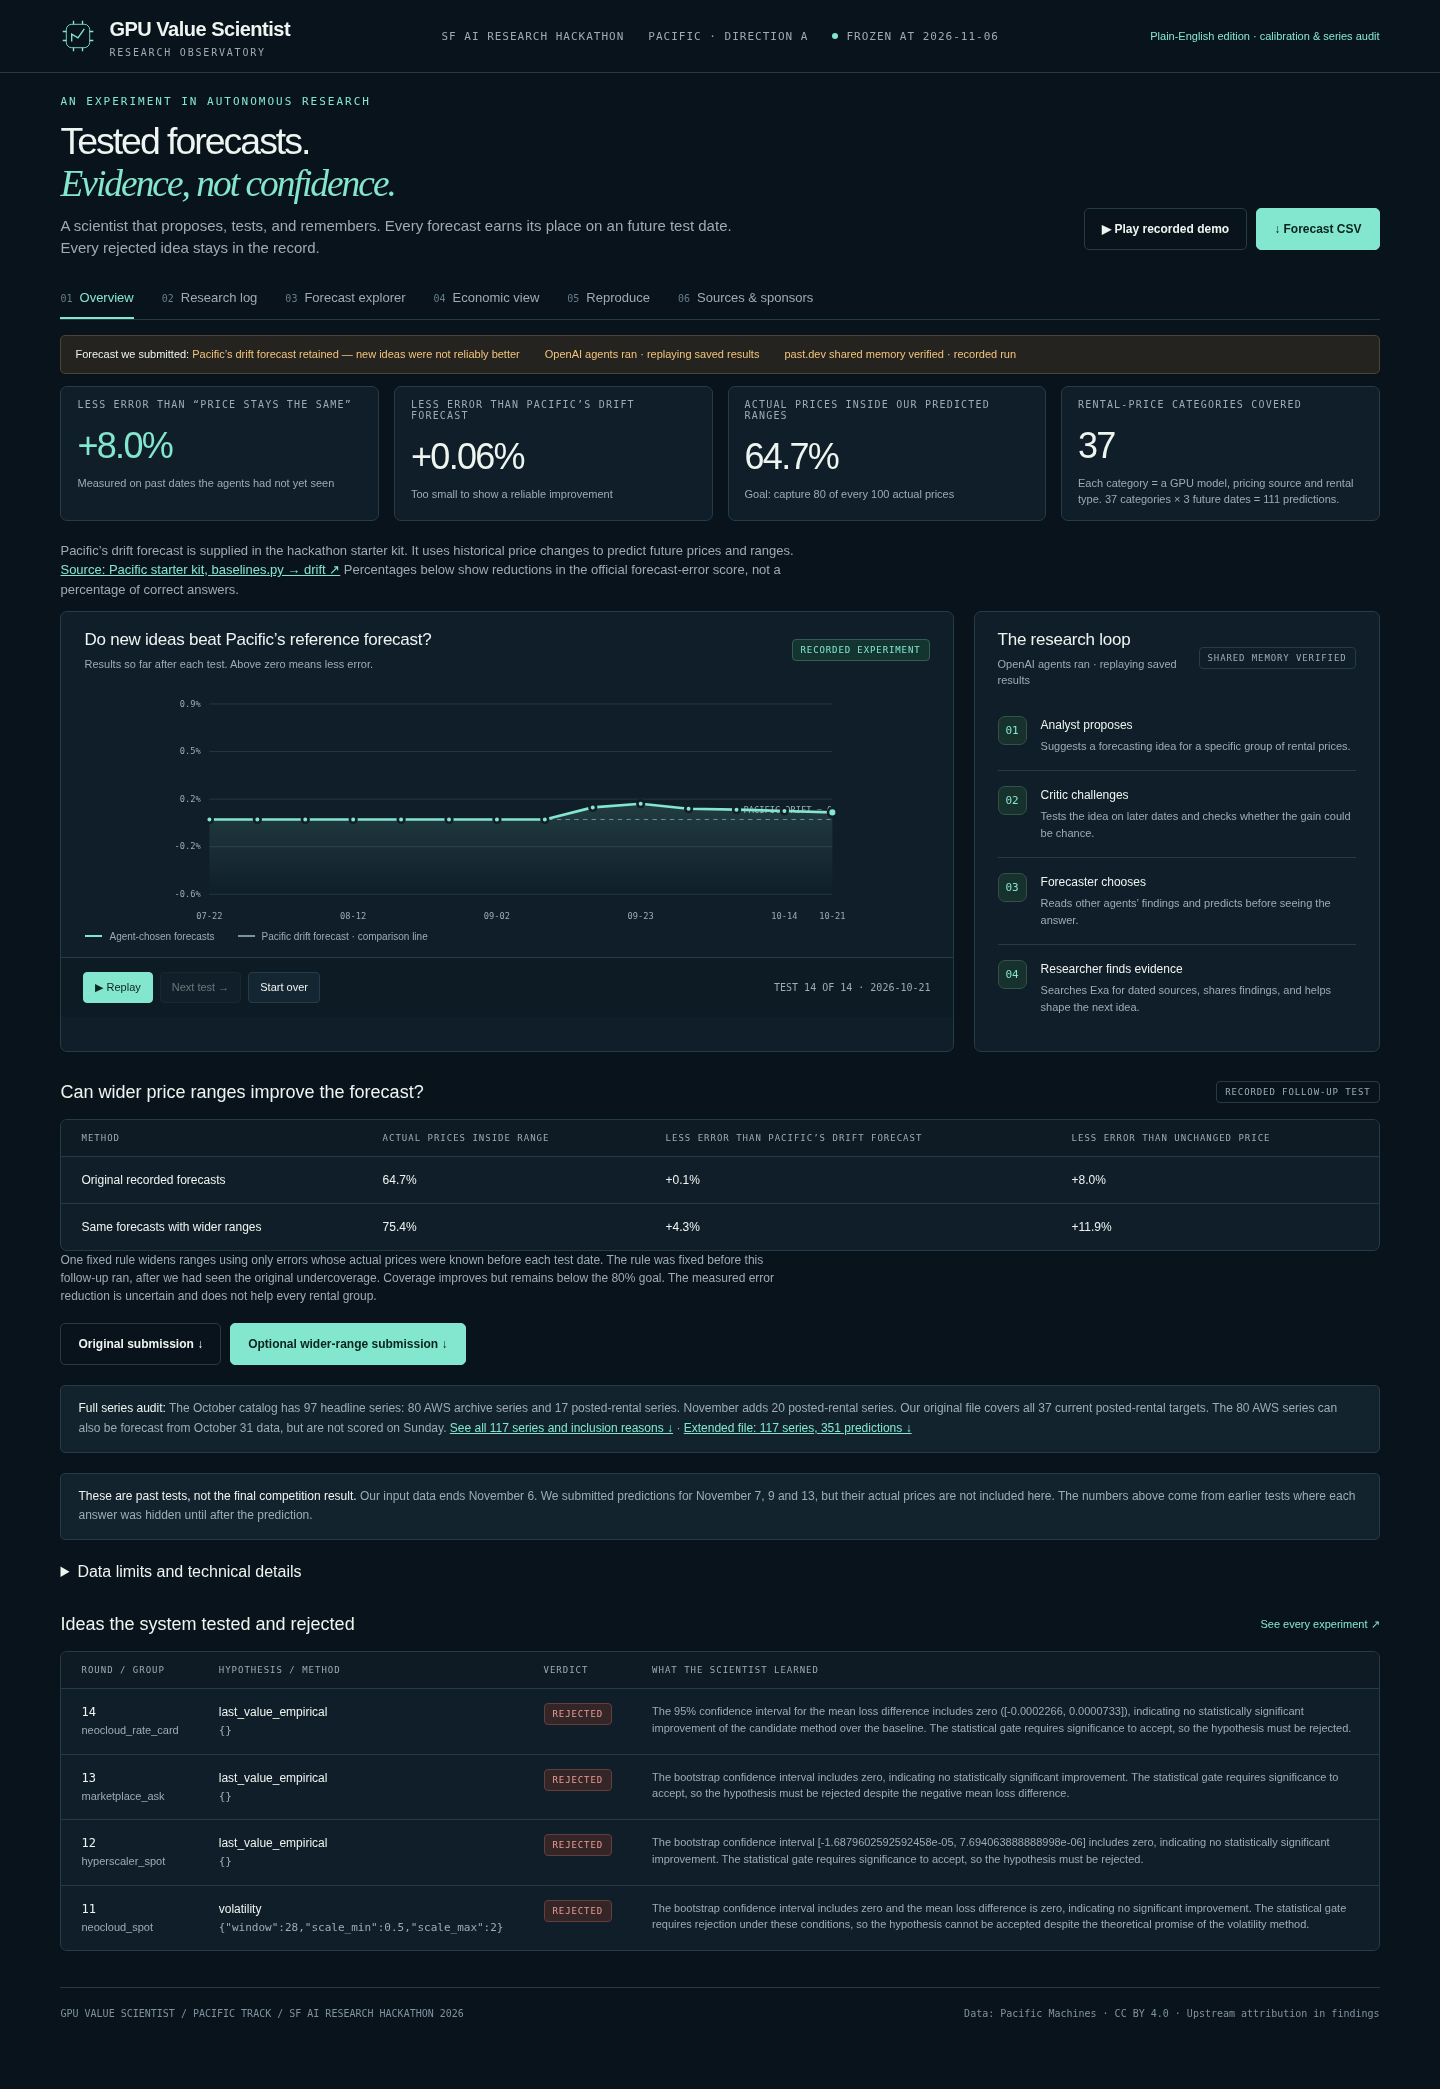 GPU Value Scientist
RESEARCH OBSERVATORY
SF AI RESEARCH HACKATHON PACIFIC · DIRECTION A FROZEN AT 2026-11-06
Plain-English edition · calibration & series audit
AN EXPERIMENT IN AUTONOMOUS RESEARCH
Tested forecasts.
Evidence, not confidence.
A scientist that proposes, tests, and remembers. Every forecast earns its place on an future test date.
Every rejected idea stays in the record.
▶ Play recorded demo
↓ Forecast CSV
01 Overview
02 Research log
03 Forecast explorer
04 Economic view
05 Reproduce
06 Sources & sponsors
Forecast we submitted: Pacific’s drift forecast retained — new ideas were not reliably better
OpenAI agents ran · replaying saved results
past.dev shared memory verified · recorded run
LESS ERROR THAN “PRICE STAYS THE SAME”
+8.0%
Measured on past dates the agents had not yet seen
LESS ERROR THAN PACIFIC’S DRIFT
FORECAST
+0.06%
Too small to show a reliable improvement
ACTUAL PRICES INSIDE OUR PREDICTED
RANGES
64.7%
Goal: capture 80 of every 100 actual prices
RENTAL-PRICE CATEGORIES COVERED
37
Each category = a GPU model, pricing source and rental
type. 37 categories × 3 future dates = 111 predictions.
Pacific’s drift forecast is supplied in the hackathon starter kit. It uses historical price changes to predict future prices and ranges.
Source: Pacific starter kit, baselines.py → drift ↗ Percentages below show reductions in the official forecast-error score, not a
percentage of correct answers.
Do new ideas beat Pacific’s reference forecast?
Results so far after each test. Above zero means less error.
RECORDED EXPERIMENT
0.9%
0.5%
0.2%
-0.2%
-0.6%
PACIFIC DRIFT = 0
07-22
08-12
09-02
09-23
10-14
10-21
Agent-chosen forecasts
Pacific drift forecast · comparison line
▶ Replay
Next test →
Start over
TEST 14 OF 14 · 2026-10-21
The research loop
OpenAI agents ran · replaying saved
results
SHARED MEMORY VERIFIED
01
Analyst proposes
Suggests a forecasting idea for a specific group of rental prices.
02
Critic challenges
Tests the idea on later dates and checks whether the gain could
be chance.
03
Forecaster chooses
Reads other agents’ findings and predicts before seeing the
answer.
04
Researcher finds evidence
Searches Exa for dated sources, shares findings, and helps
shape the next idea.
Can wider price ranges improve the forecast?
RECORDED FOLLOW-UP TEST
METHOD
ACTUAL PRICES INSIDE RANGE
LESS ERROR THAN PACIFIC’S DRIFT FORECAST
LESS ERROR THAN UNCHANGED PRICE
Original recorded forecasts
64.7%
+0.1%
+8.0%
Same forecasts with wider ranges
75.4%
+4.3%
+11.9%
One fixed rule widens ranges using only errors whose actual prices were known before each test date. The rule was fixed before this
follow-up ran, after we had seen the original undercoverage. Coverage improves but remains below the 80% goal. The measured error
reduction is uncertain and does not help every rental group.
Original submission ↓
Optional wider-range submission ↓
Full series audit: The October catalog has 97 headline series: 80 AWS archive series and 17 posted-rental series. November adds 20 posted-rental series. Our original file covers all 37 current posted-rental targets. The 80 AWS series can
also be forecast from October 31 data, but are not scored on Sunday. See all 117 series and inclusion reasons ↓ · Extended file: 117 series, 351 predictions ↓
These are past tests, not the final competition result. Our input data ends November 6. We submitted predictions for November 7, 9 and 13, but their actual prices are not included here. The numbers above come from earlier tests where each
answer was hidden until after the prediction.
▶ Data limits and technical details
Ideas the system tested and rejected
See every experiment ↗
ROUND / GROUP
HYPOTHESIS / METHOD
VERDICT
WHAT THE SCIENTIST LEARNED
14
neocloud_rate_card
last_value_empirical
{}
REJECTED
The 95% confidence interval for the mean loss difference includes zero ([-0.0002266, 0.0000733]), indicating no statistically significant
improvement of the candidate method over the baseline. The statistical gate requires significance to accept, so the hypothesis must be rejected.
13
marketplace_ask
last_value_empirical
{}
REJECTED
The bootstrap confidence interval includes zero, indicating no statistically significant improvement. The statistical gate requires significance to
accept, so the hypothesis must be rejected despite the negative mean loss difference.
12
hyperscaler_spot
last_value_empirical
{}
REJECTED
The bootstrap confidence interval [-1.6879602592592458e-05, 7.694063888888998e-06] includes zero, indicating no statistically significant
improvement. The statistical gate requires significance to accept, so the hypothesis must be rejected.
11
neocloud_spot
volatility
{"window":28,"scale_min":0.5,"scale_max":2}
REJECTED
The bootstrap confidence interval includes zero and the mean loss difference is zero, indicating no significant improvement. The statistical gate
requires rejection under these conditions, so the hypothesis cannot be accepted despite the theoretical promise of the volatility method.
GPU VALUE SCIENTIST / PACIFIC TRACK / SF AI RESEARCH HACKATHON 2026
Data: Pacific Machines · CC BY 4.0 · Upstream attribution in findings